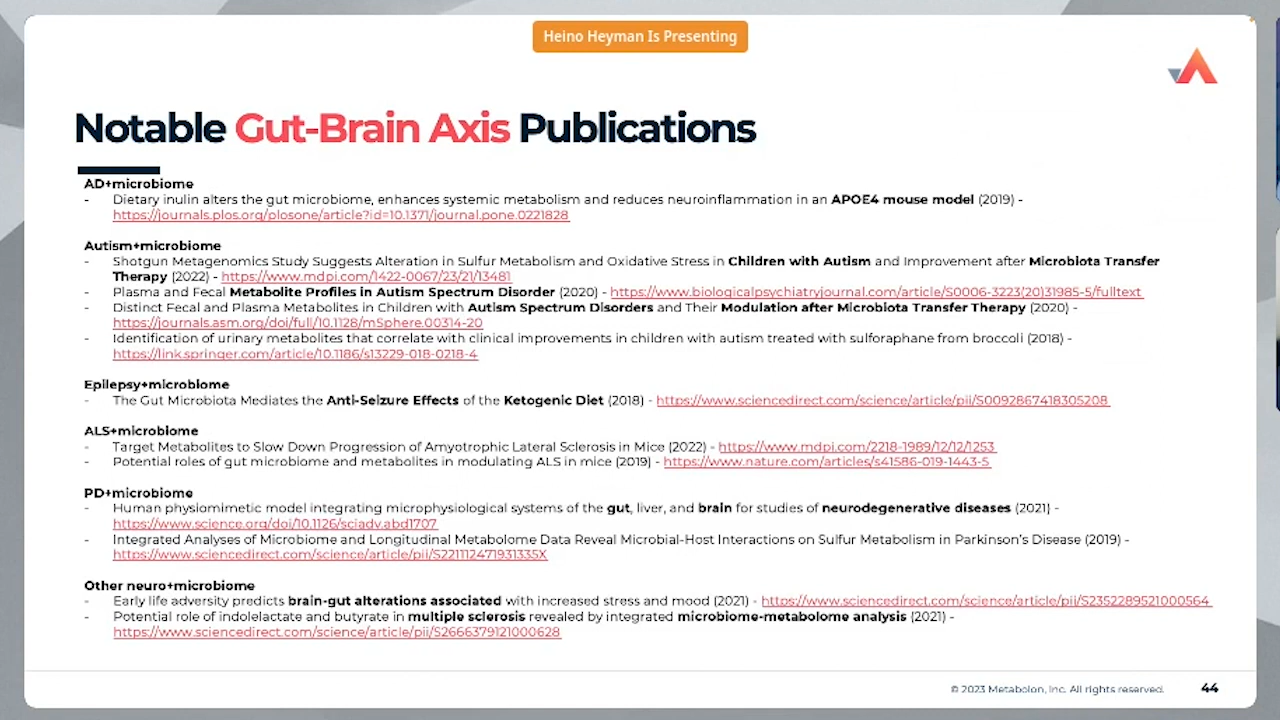 Heino Heyman Is Presenting
Notable Gut-Brain Axis Publications
AD+microbiome
- Dietary inulin alters the gut microbiome, enhances systemic metabolism and reduces neuroinflammation in an APOE4 mouse model (2019) -
https://journals.plos.org/plosone/article?id=10.1371/journal.pone.0221828
Autism+microbiome
- Shotgun Metagenomics Study Suggests Alteration in Sulfur Metabolism and Oxidative Stress in Children with Autism and Improvement after Microbiota Transfer
Therapy (2022) - https://www.mdpi.com/1422-0067/23/21/13481
- Plasma and Fecal Metabolite Profiles in Autism Spectrum Disorder (2020) - https://www.biologicalpsychiatryjournal.com/article/S0006-3223(20)31985-5/fulltext
- Distinct Fecal and Plasma Metabolites in Children with Autism Spectrum Disorders and Their Modulation after Microbiota Transfer Therapy (2020) -
https://journals.asm.org/doi/full/10.1128/mSphere.00314-20
- Identification of urinary metabolites that correlate with clinical improvements in children with autism treated with sulforaphane from broccoli (2018) -
https://link.springer.com/article/10.1186/s13229-018-0218-4
Epilepsy+microbiome
- The Gut Microbiota Mediates the Anti-Seizure Effects of the Ketogenic Diet (2018) - https://www.sciencedirect.com/science/article/pii/S0092867418305208
ALS+microbiome
- Target Metabolites to Slow Down Progression of Amyotrophic Lateral Sclerosis in Mice (2022) - https://www.mdpi.com/2218-1989/12/12/1253
- Potential roles of gut microbiome and metabolites in modulating ALS in mice (2019) - https://www.nature.com/articles/s41586-019-1443-5
PD+microbiome
- Human physiomimetic model integrating microphysiological systems of the gut, liver, and brain for studies of neurodegenerative diseases (2021) -
https://www.science.org/doi/10.1126/sciadv.abd1707
- Integrated Analyses of Microbiome and Longitudinal Metabolome Data Reveal Microbial-Host Interactions on Sulfur Metabolism in Parkinson's Disease (2019) -
https://www.sciencedirect.com/science/article/pii/S221112471931335X
Other neuro+microbiome
- Early life adversity predicts brain-gut alterations associated with increased stress and mood (2021) - https://www.sciencedirect.com/science/article/pii/S2352289521000564
- Potential role of indolelactate and butyrate in multiple sclerosis revealed by integrated microbiome-metabolome analysis (2021) -
https://www.sciencedirect.com/science/article/pii/S2666379121000628
© 2023 Metabolon, Inc. All rights reserved. 44